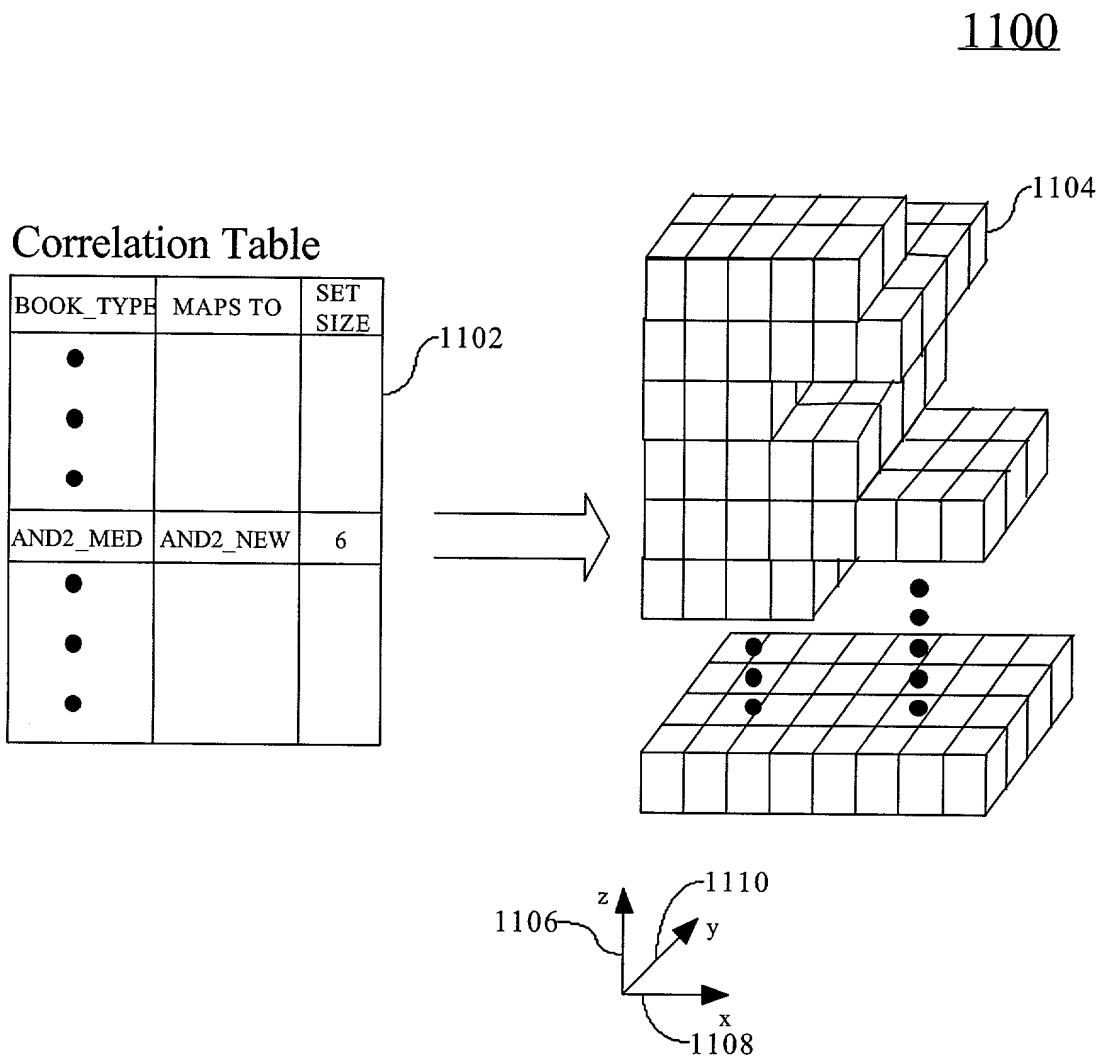 1100
1104
Correlation Table
BOOK_TYPE MAPS TO SET SIZE
1102
AND2_MED AND2_NEW 6
1110
z
1106
y
x
1108